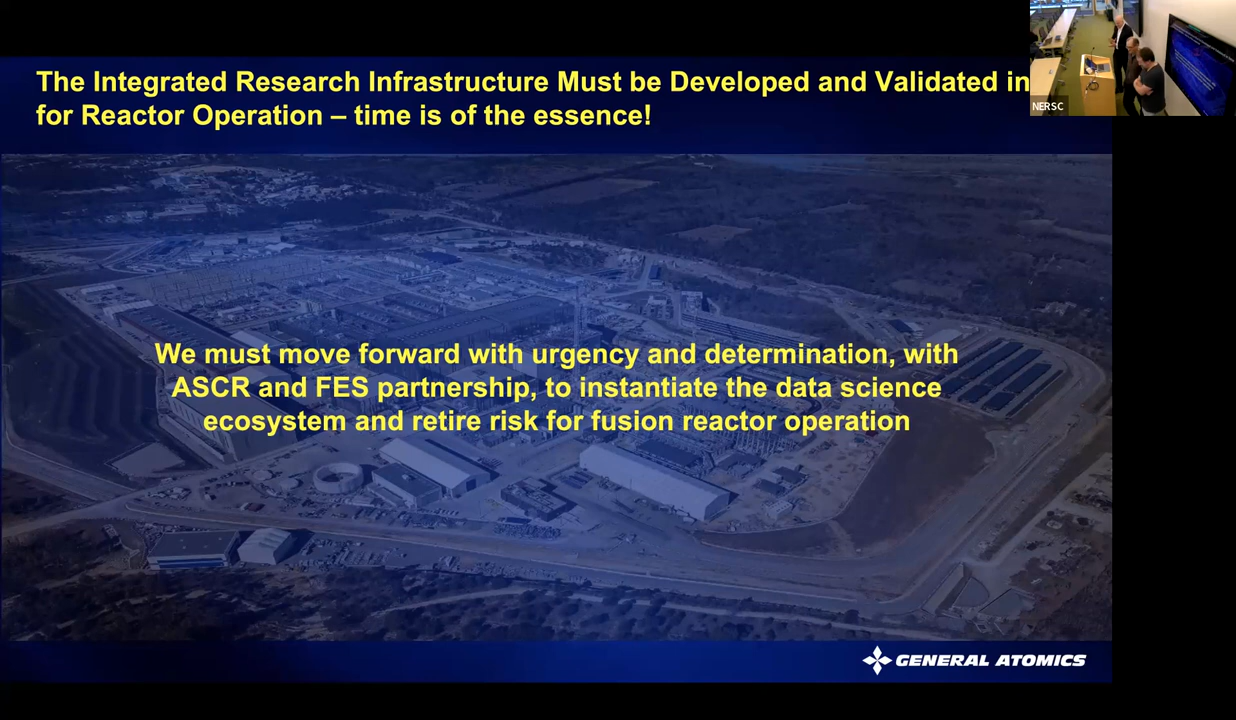 The Integrated Research Infrastructure Must be Developed and Validated in
for Reactor Operation – time is of the essence!
NERSC
We must move forward with urgency and determination, with
ASCR and FES partnership, to instantiate the data science
ecosystem and retire risk for fusion reactor operation
GENERAL ATOMICS